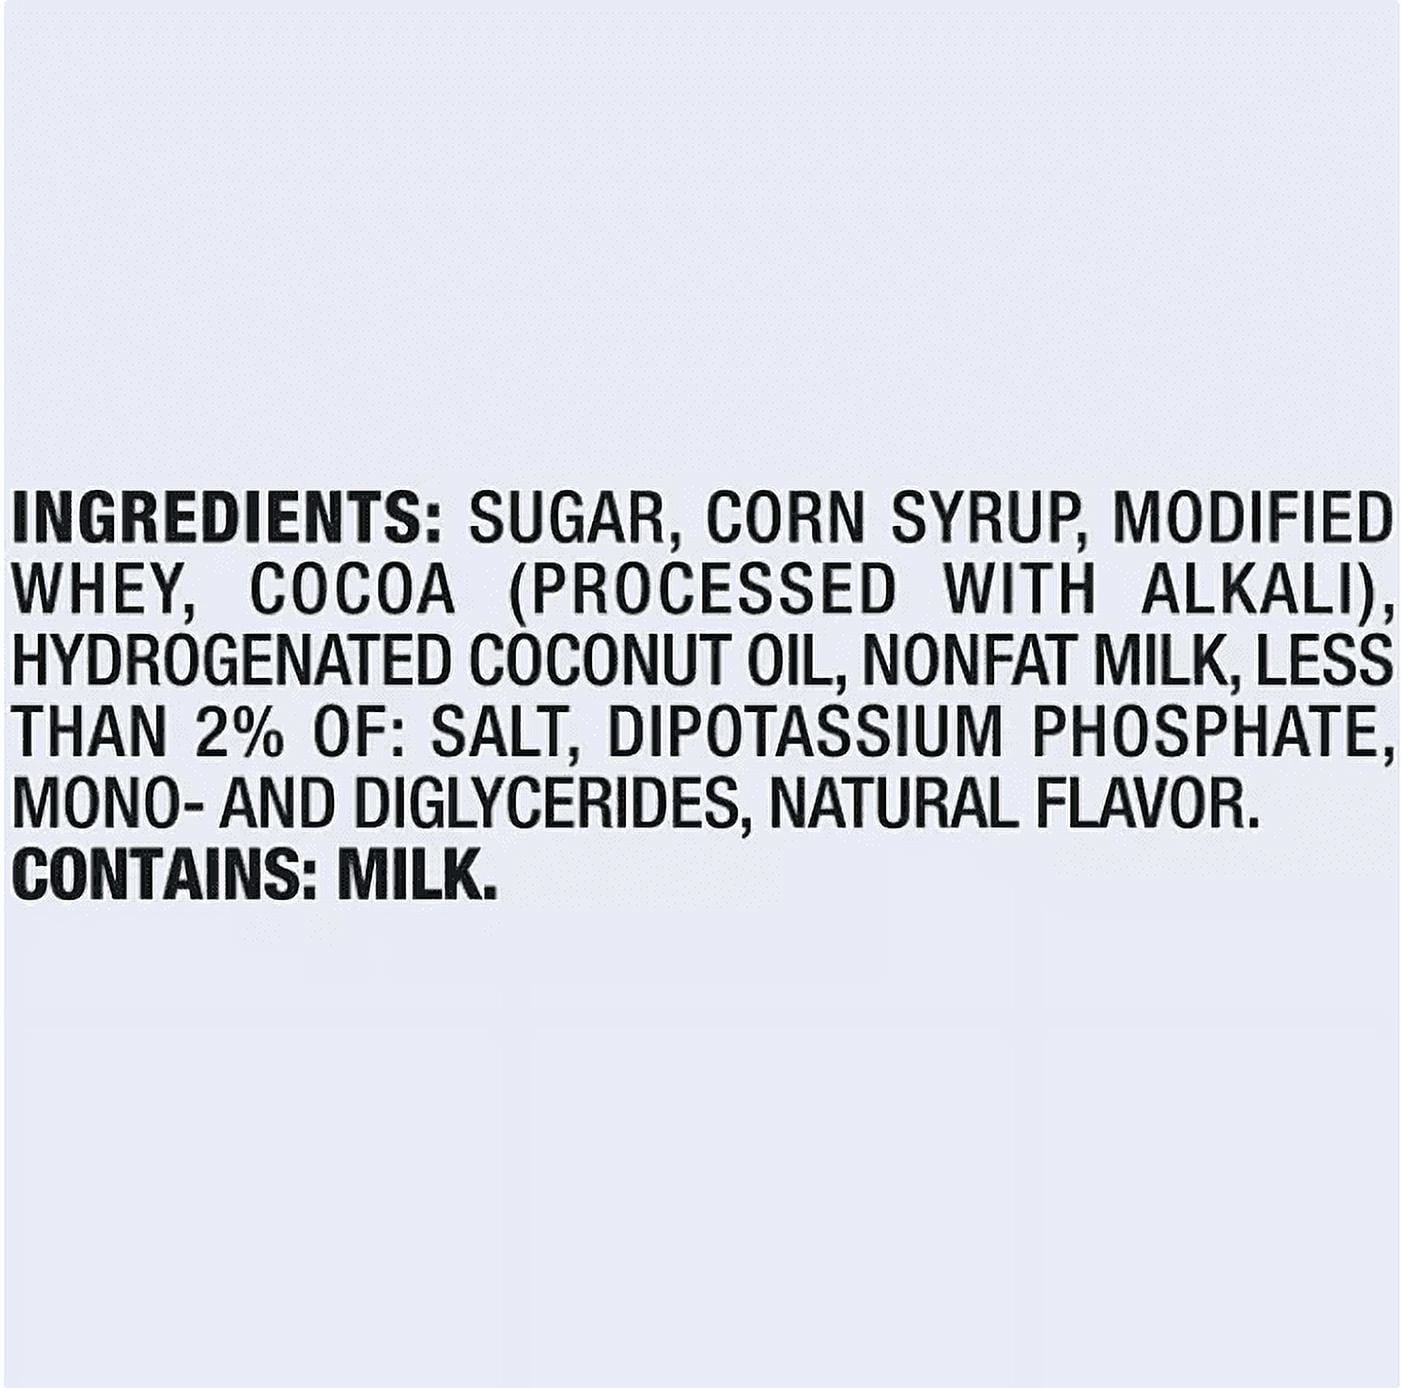 INGREDIENTS: SUGAR, CORN SYRUP, MODIFIED
WHEY, COCOA (PROCESSED WITH ALKALI),
HYDROGENATED COCONUT OIL, NONFAT MILK, LESS
THAN 2% OF: SALT, DIPOTASSIUM PHOSPHATE,
MONO- AND DIGLYCERIDES, NATURAL FLAVOR.
CONTAINS: MILK.